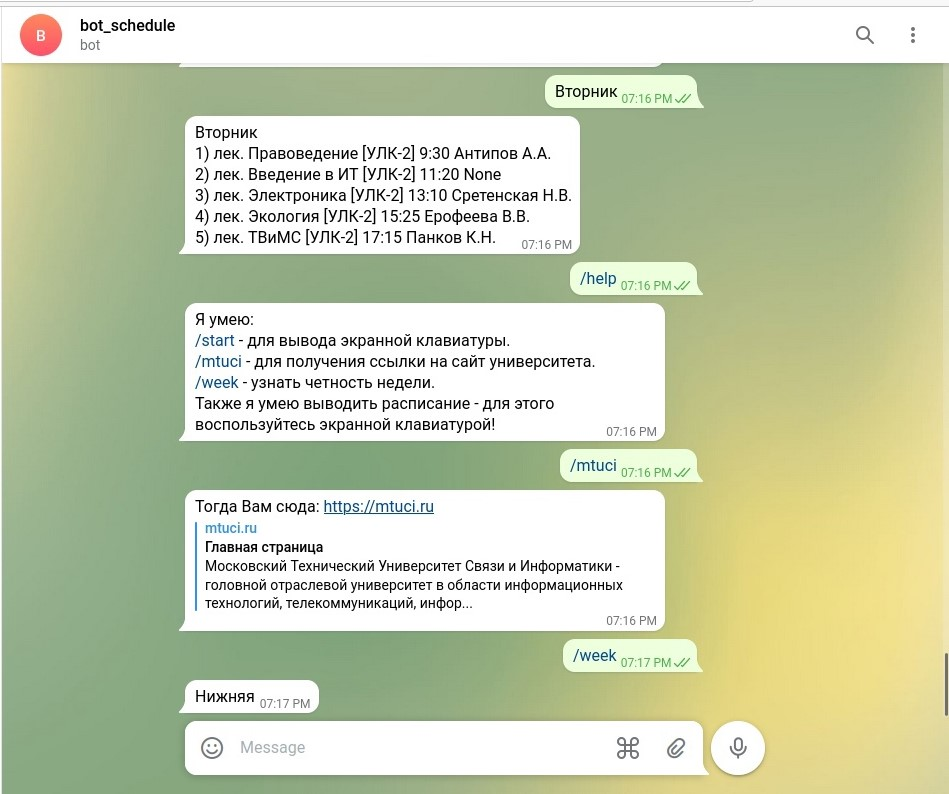 B
bot_schedule
bot
Вторник 07:16 PM
Вторник
1) лек. Правоведение [УЛК-2] 9:30 Антипов А.А.
2) лек. Введение в ИТ [УЛК-2] 11:20 None
3) лек. Электроника [УЛК-2] 13:10 Сретенская Н.В.
4) лек. Экология [УЛК-2] 15:25 Ерофеева В.В.
5) лек. ТВиМС [УЛК-2] 17:15 Панков К.Н. 07:16 PM
/help 07:16 PM
Я умею:
/start - для вывода экранной клавиатуры.
/mtuci - для получения ссылки на сайт университета.
/week - узнать четность недели.
Также я умею выводить расписание - для этого
воспользуйтесь экранной клавиатурой! 07:16 PM
/mtuci 07:16 PM
Тогда Вам сюда: https://mtuci.ru
mtuci.ru
Главная страница
Московский Технический Университет Связи и Информатики -
головной отраслевой университет в области информационных
технологий, телекоммуникаций, инфор...
07:16 PM
/week 07:17 PM
Нижняя 07:17 PM
Message